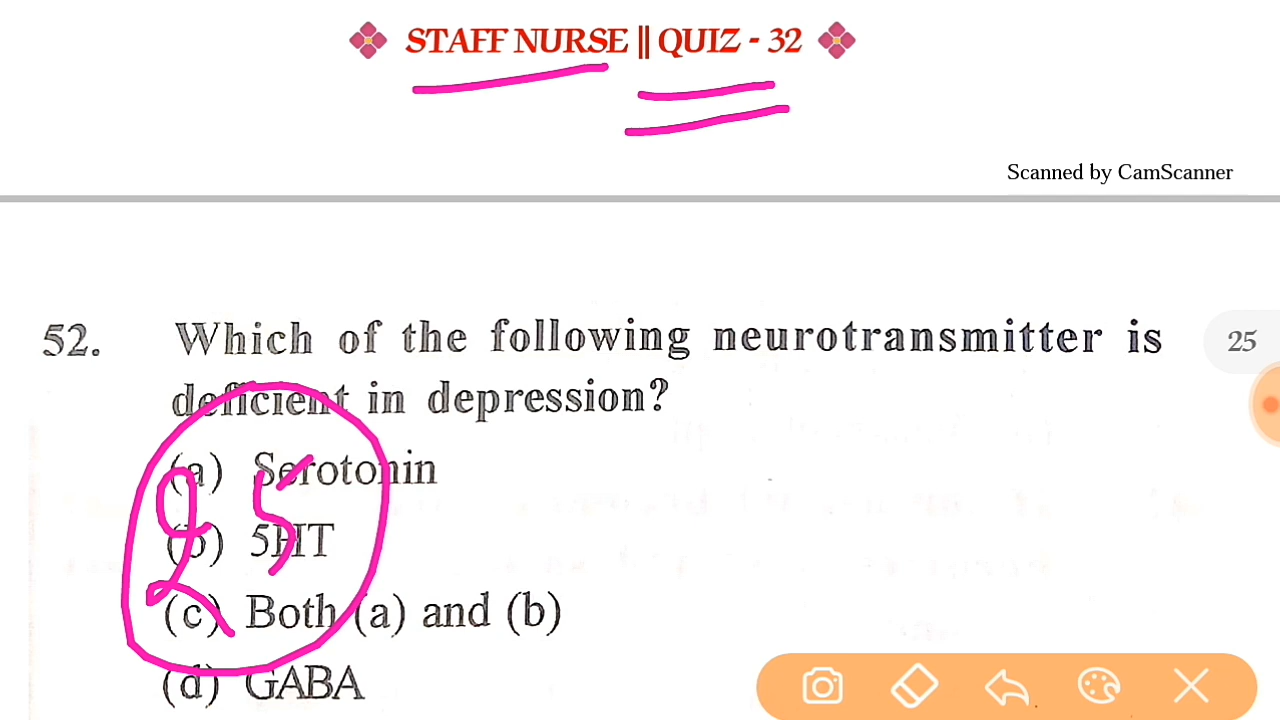 STAFF NURSE || QUIZ - 32
Scanned by CamScanner
52. Which of the following neurotransmitter is
deficient in depression?
25
(a) Serotonin
(b) 5HT
25
(c) Both (a) and (b)
(d) GABA